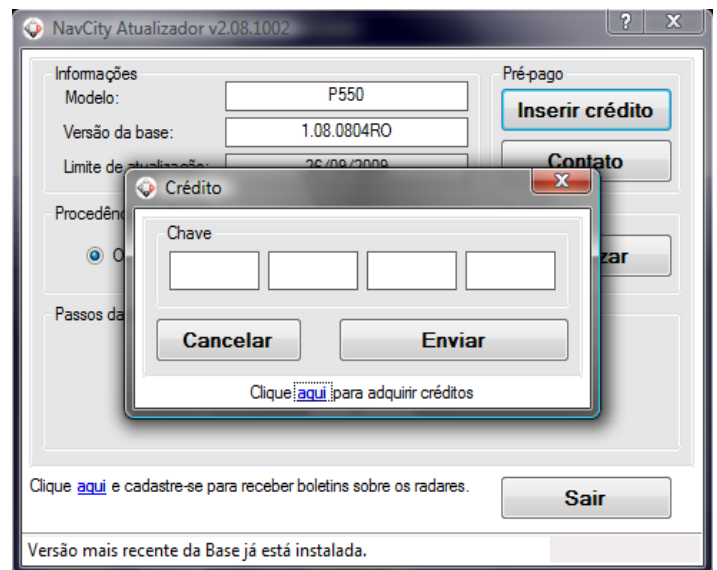 NavCity Atualizador v2.08.1002
Informações
Modelo:
P550
Versão da base:
1.08.0804RO
Limite de atualização:
26/09/2009
Pré-pago
Inserir crédito
Contato
Crédito
Chave
Cancelar
Enviar
Clique aqui para adquirir créditos
Passos da
Clique aqui e cadastre-se para receber boletins sobre os radares.
Sair
Versão mais recente da Base já está instalada.